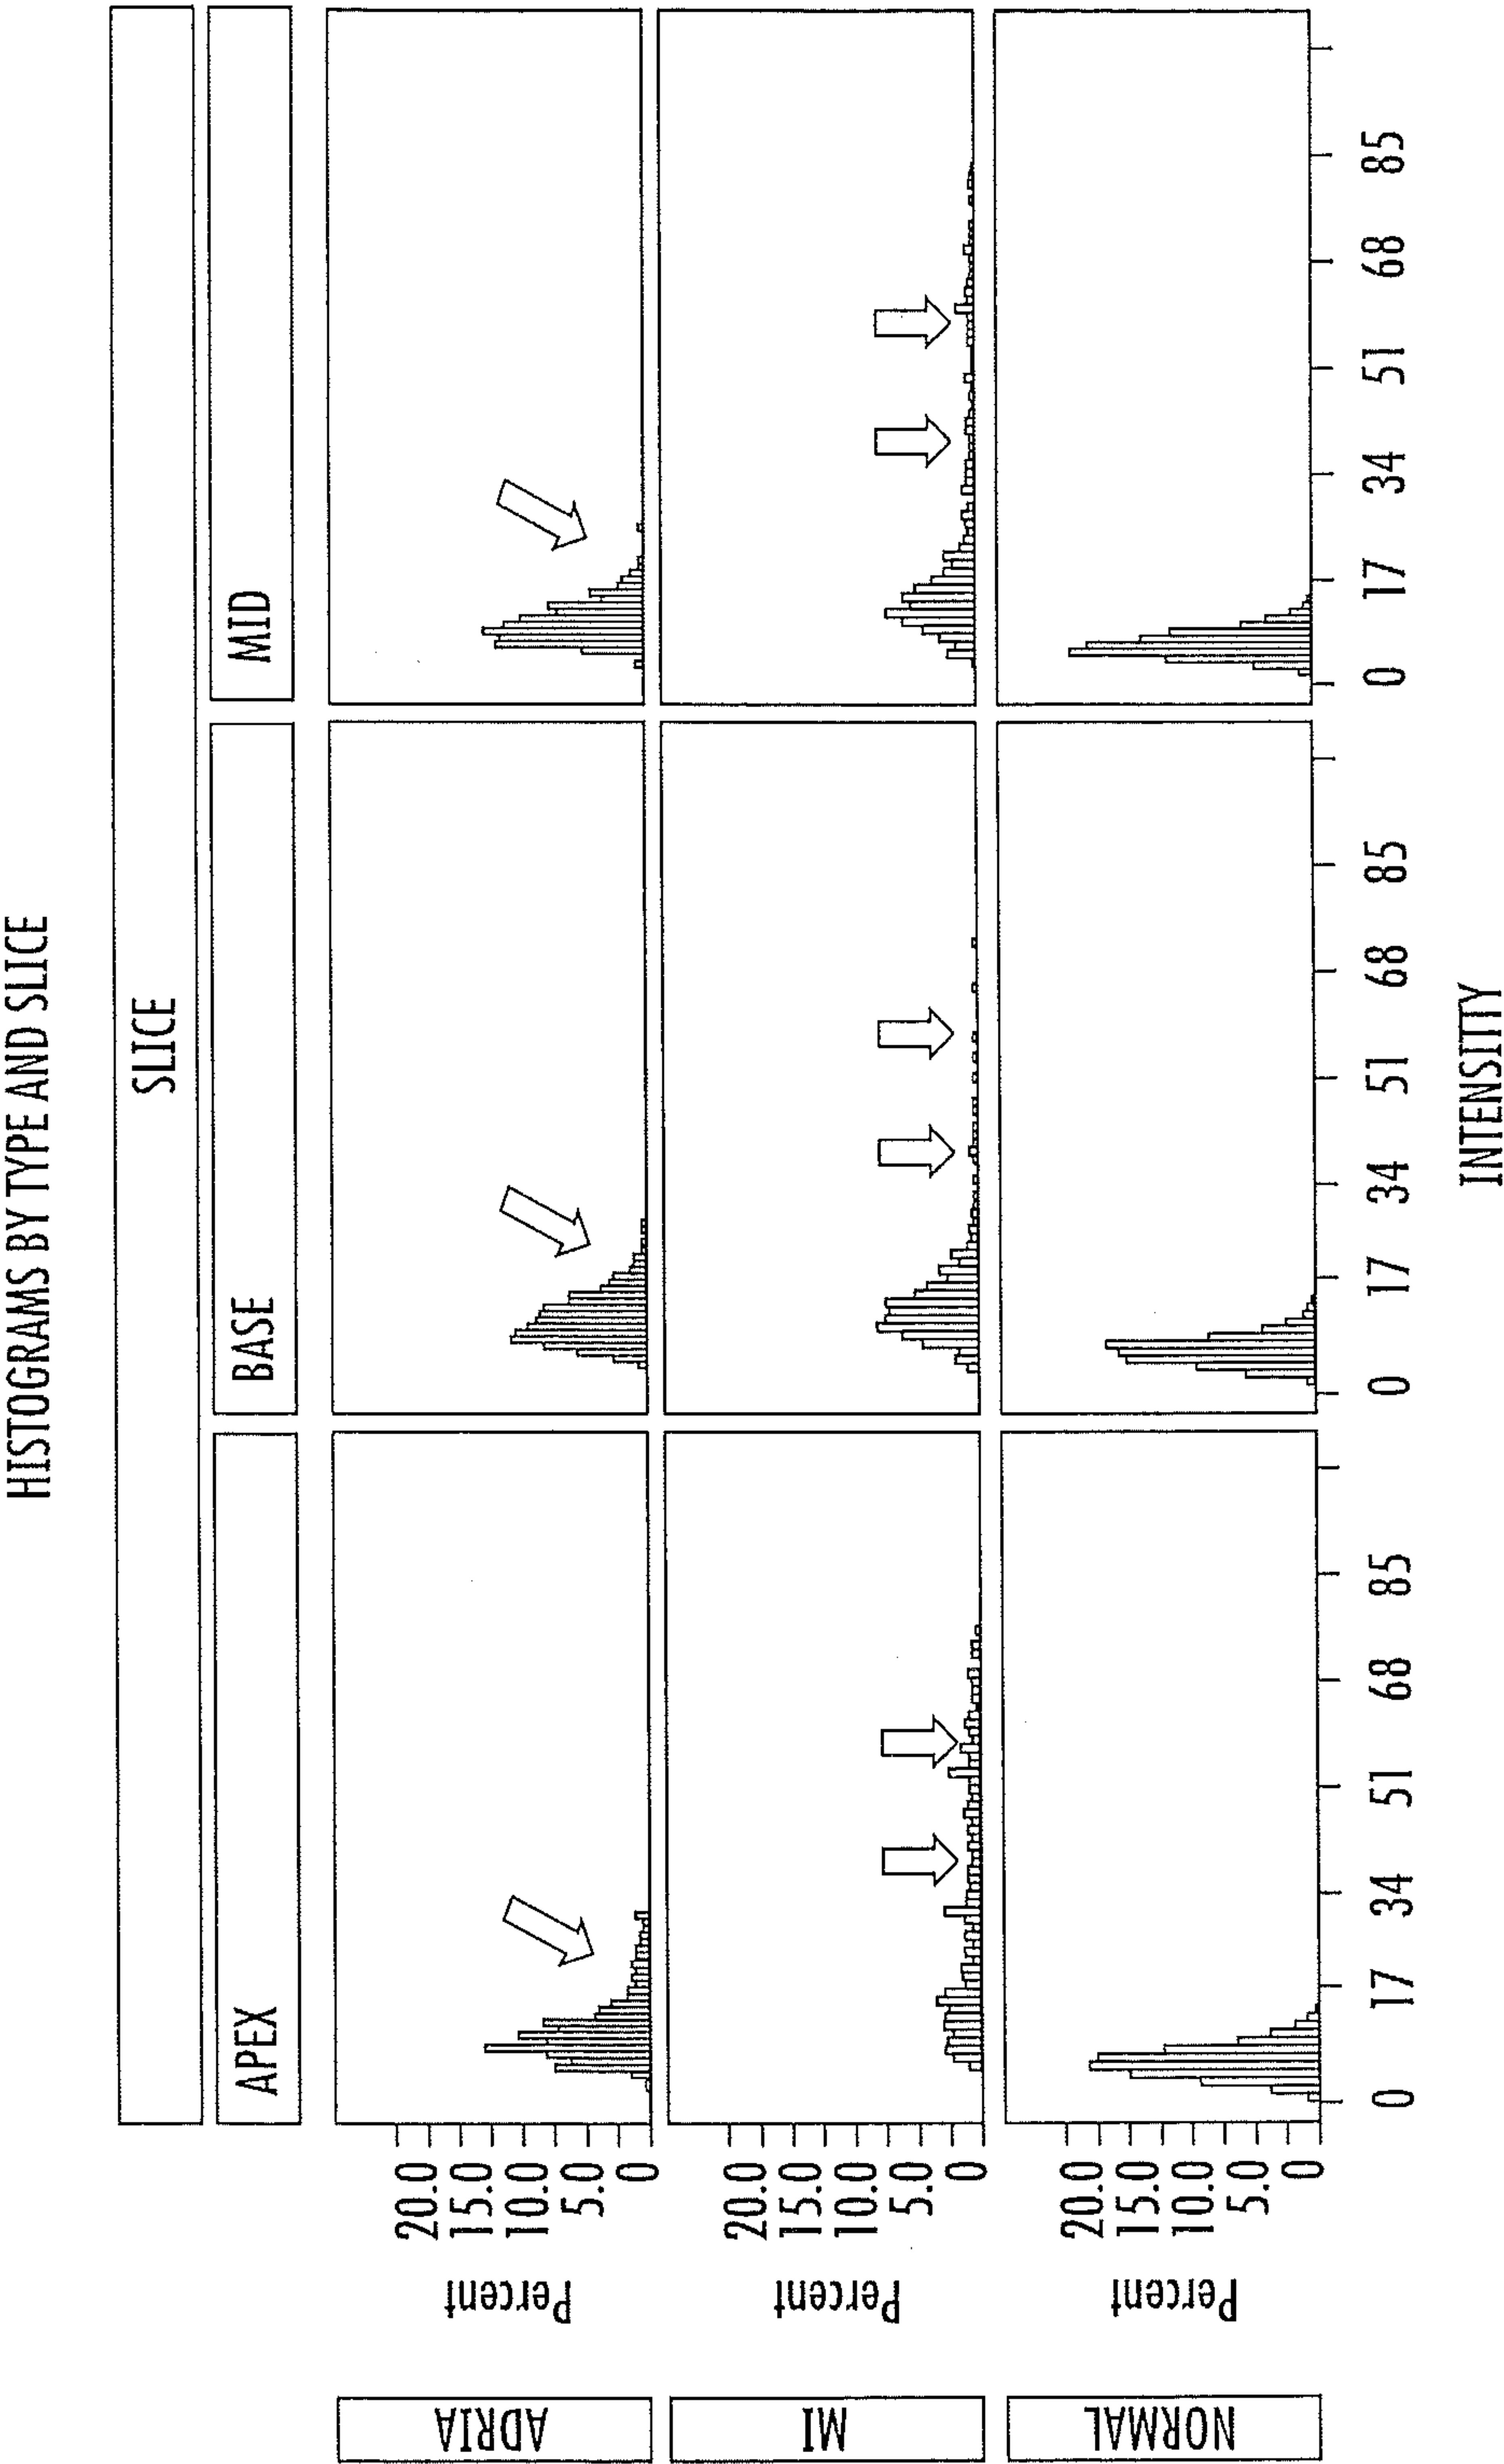 HISTOGRAMS BY TYPE AND SLICE
SLICE
APEX BASE MID
ADRIA
Percent
20.0
15.0
10.0
5.0
0
MI
Percent
20.0
15.0
10.0
5.0
0
NORMAL
Percent
20.0
15.0
10.0
5.0
0
0 17 34 51 68 85 0 17 34 51 68 85 0 17 34 51 68 85
INTENSITIY